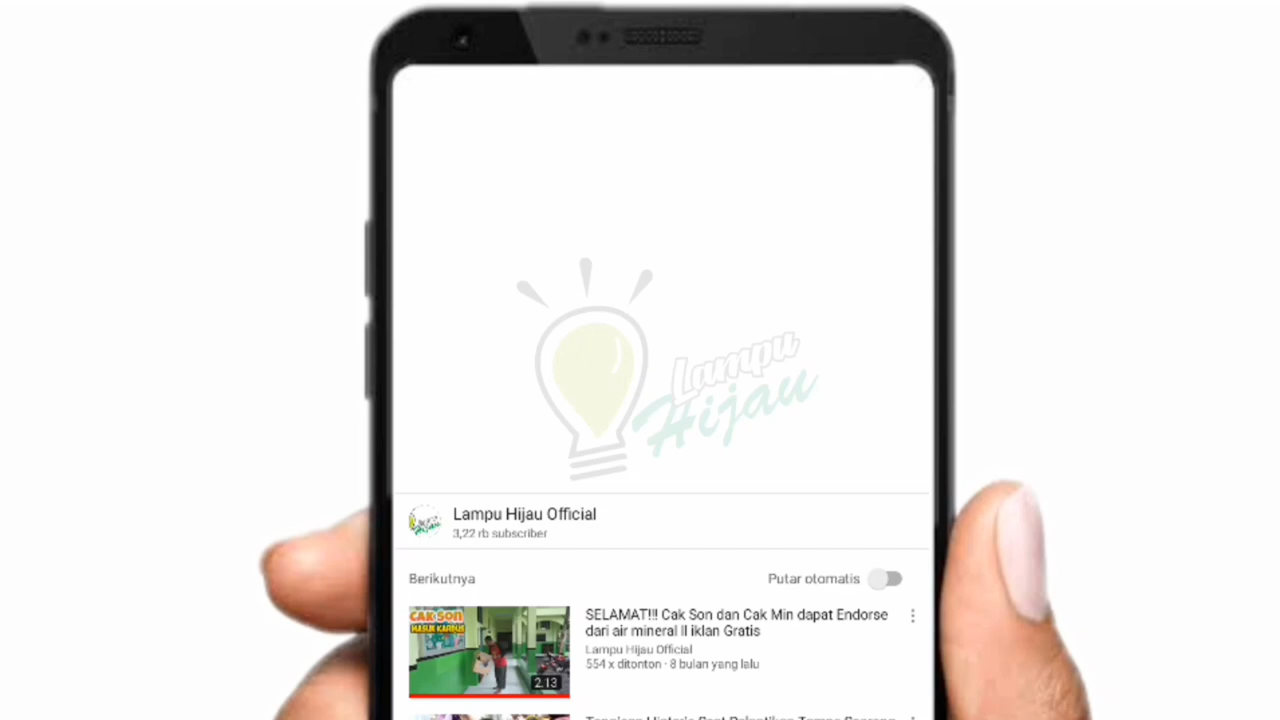 Lampu
Hijau
Lampu Hijau Official
3,22 rb subscriber
Berikutnya
Putar otomatis
SELAMAT!!! Cak Son dan Cak Min dapat Endorse
dari air mineral II iklan Gratis
Lampu Hijau Official
554 x ditonton · 8 bulan yang lalu
CAK SON
MASUK KARDUS
2.13